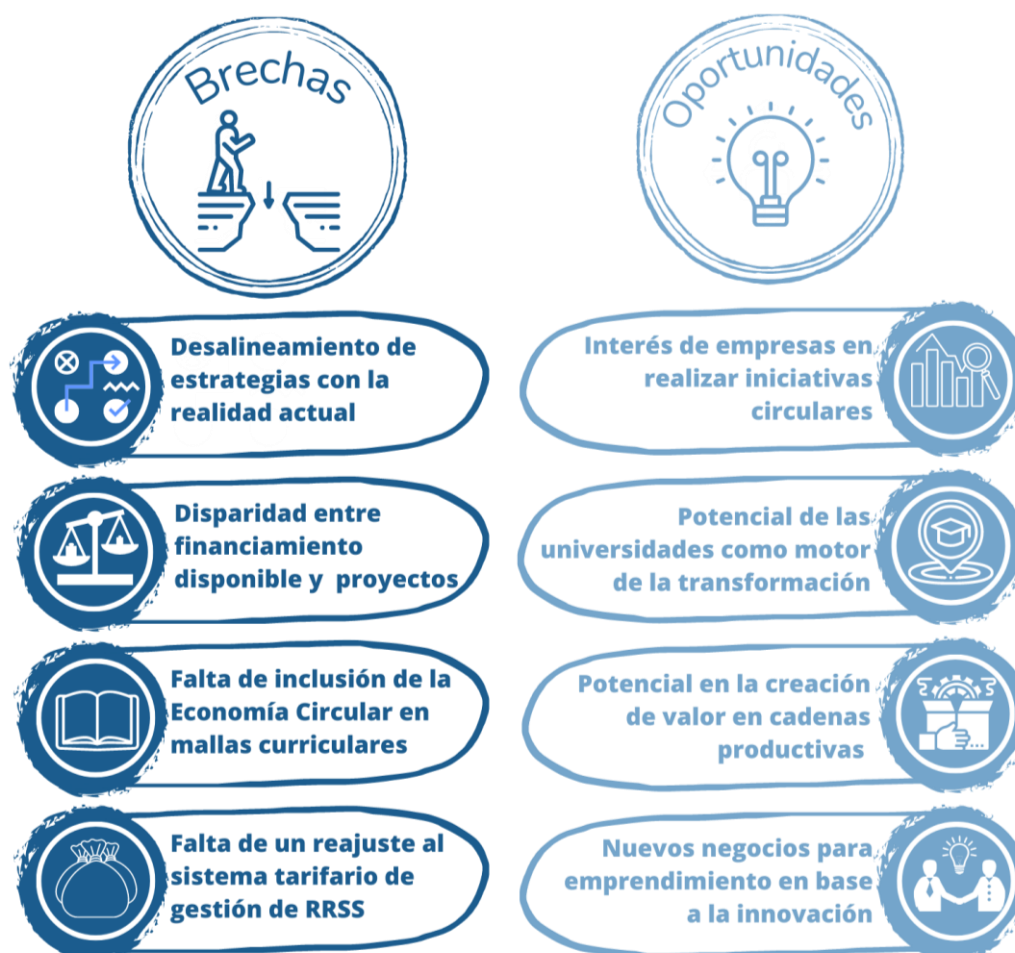 Brechas
Desalineamiento de
estrategias con la
realidad actual
Disparidad entre
financiamiento
disponible y proyectos
Falta de inclusión de la
Economía Circular en
mallas curriculares
Falta de un reajuste al
sistema tarifario de
gestión de RRSS
Oportunidades
Interés de empresas en
realizar iniciativas
circulares
Potencial de las
universidades como motor
de la transformación
Potencial en la creación
de valor en cadenas
productivas
Nuevos negocios para
emprendimiento en base
a la innovación